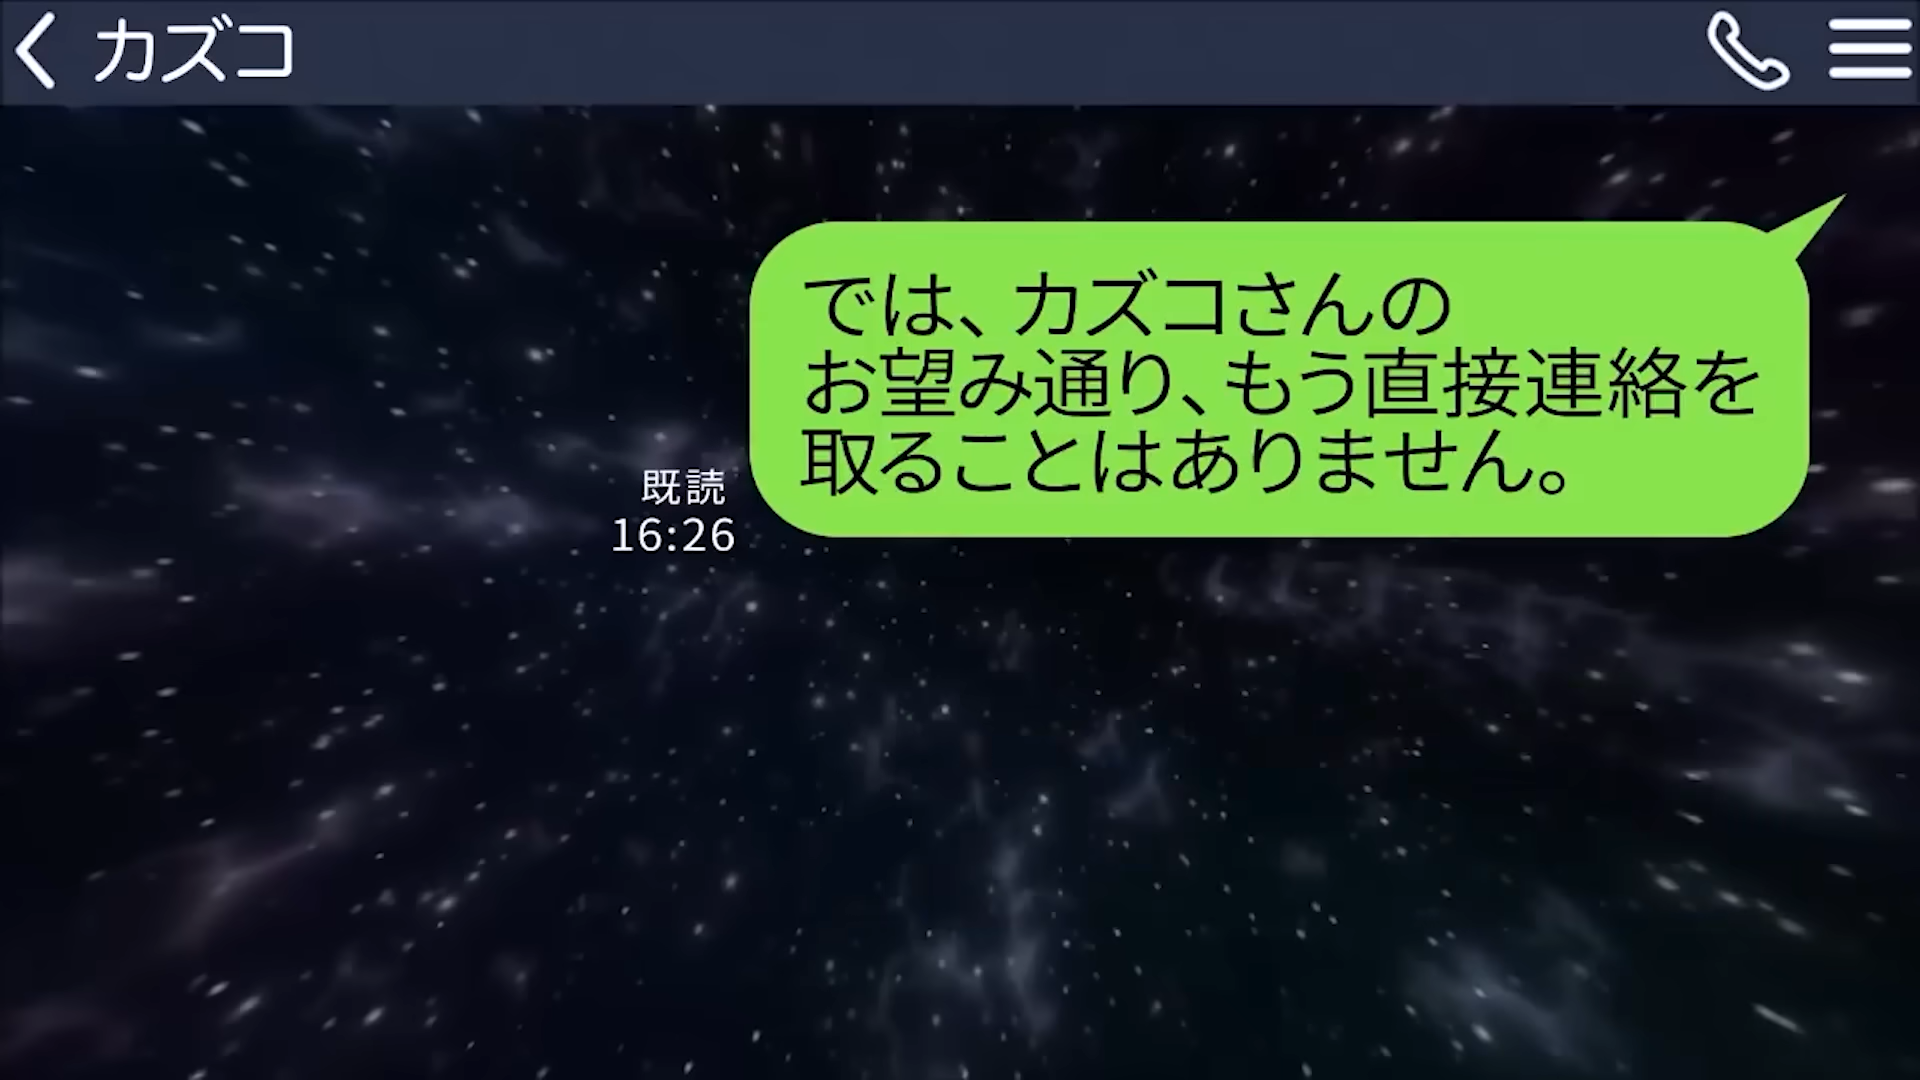 カズコ
では、カズコさんの
お望み通り、もう直接連絡を
取ることはありません。
既読
16:26